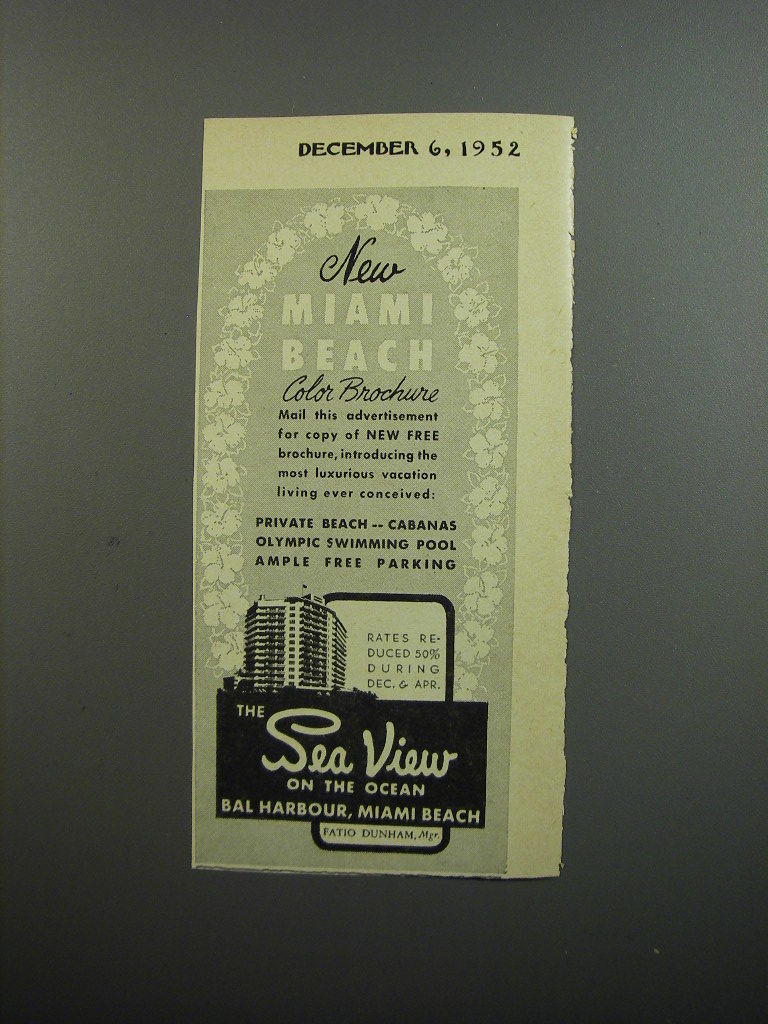 DECEMBER 6, 1952
New
MIAMI
BEACH
Color Brochure
Mail this advertisement
for copy of NEW FREE
brochure, introducing the
most luxurious vacation
living ever conceived:
PRIVATE BEACH -- CABANAS
OLYMPIC SWIMMING POOL
AMPLE FREE PARKING
RATES RE-
DUCED 50%
DURING
DEC. & APR.
THE
Sea View
ON THE OCEAN
BAL HARBOUR, MIAMI BEACH
FATIO DUNHAM, Mgr.